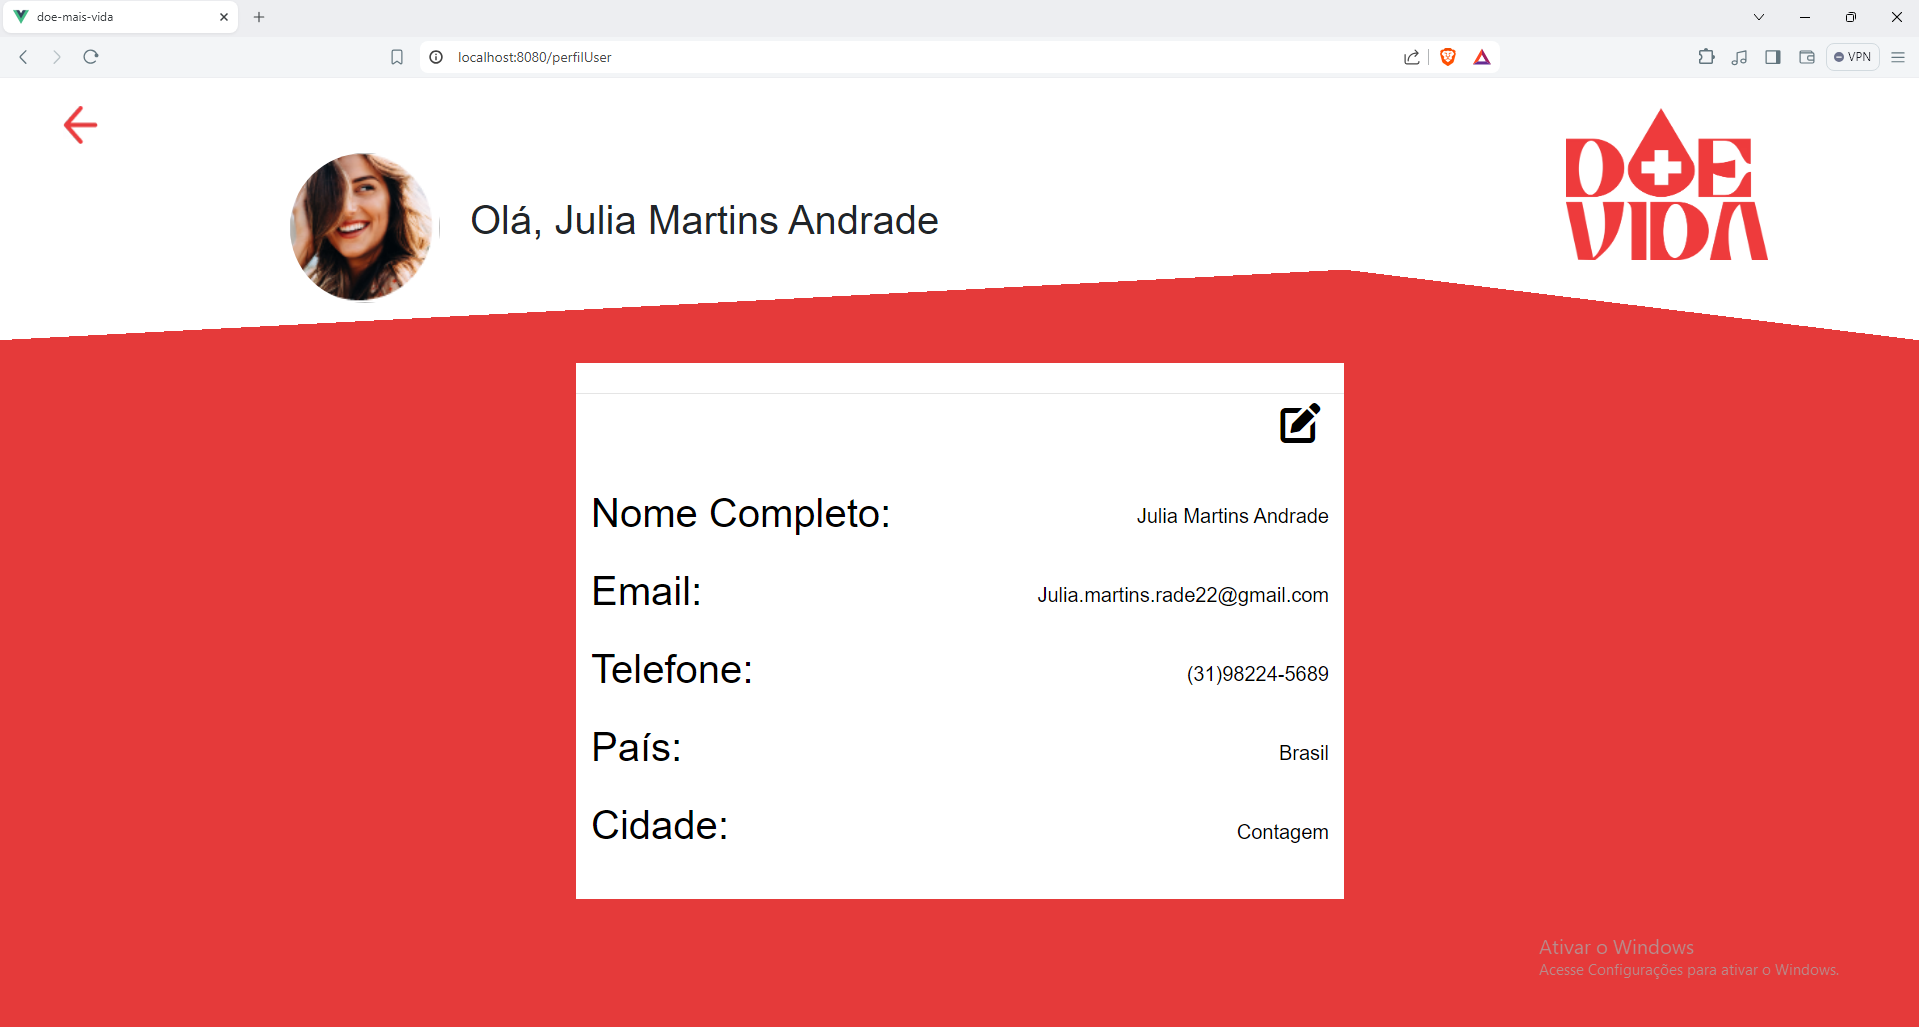 doe-mais-vida
localhost:8080/perfilUser
VPN
DOE
VIDA
Olá, Julia Martins Andrade
Nome Completo:
Julia Martins Andrade
Email:
Julia.martins.rade22@gmail.com
Telefone:
(31)98224-5689
País:
Brasil
Cidade:
Contagem
Ativar o Windows
Acesse Configurações para ativar o Windows.